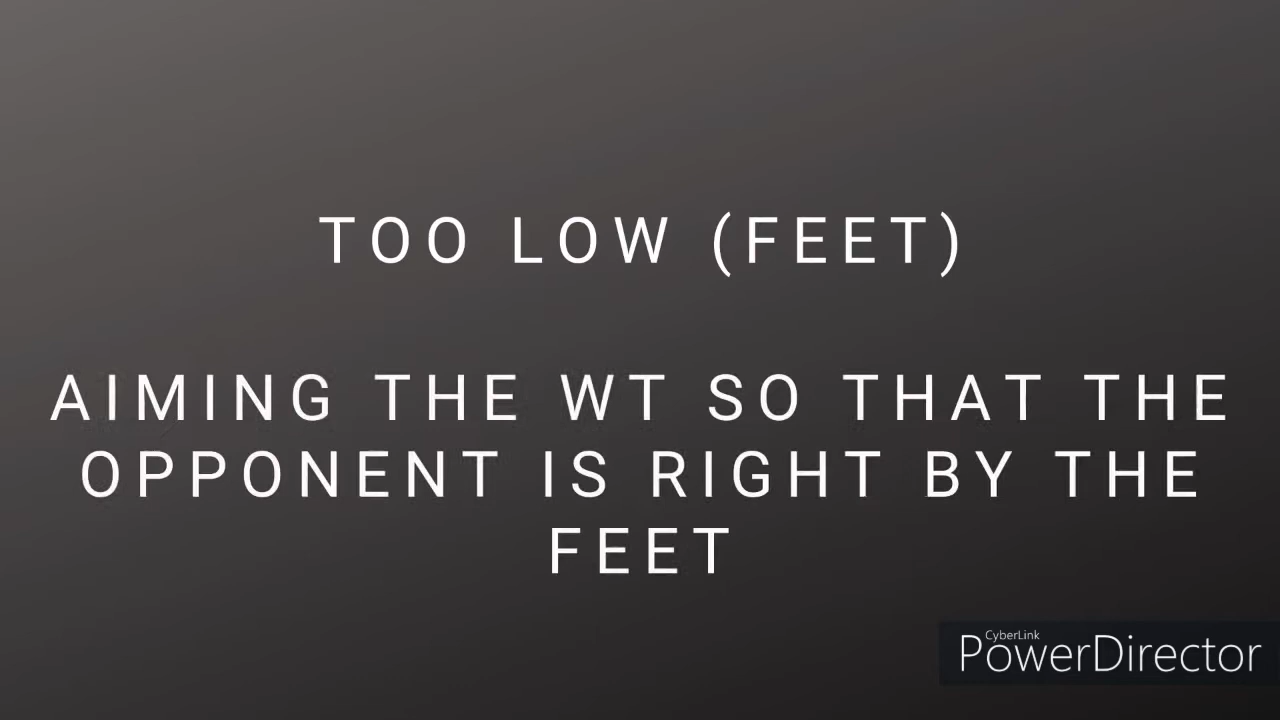 TOO LOW (FEET)
AIMING THE WT SO THAT THE
OPPONENT IS RIGHT BY THE
FEET
CyberLink
PowerDirector